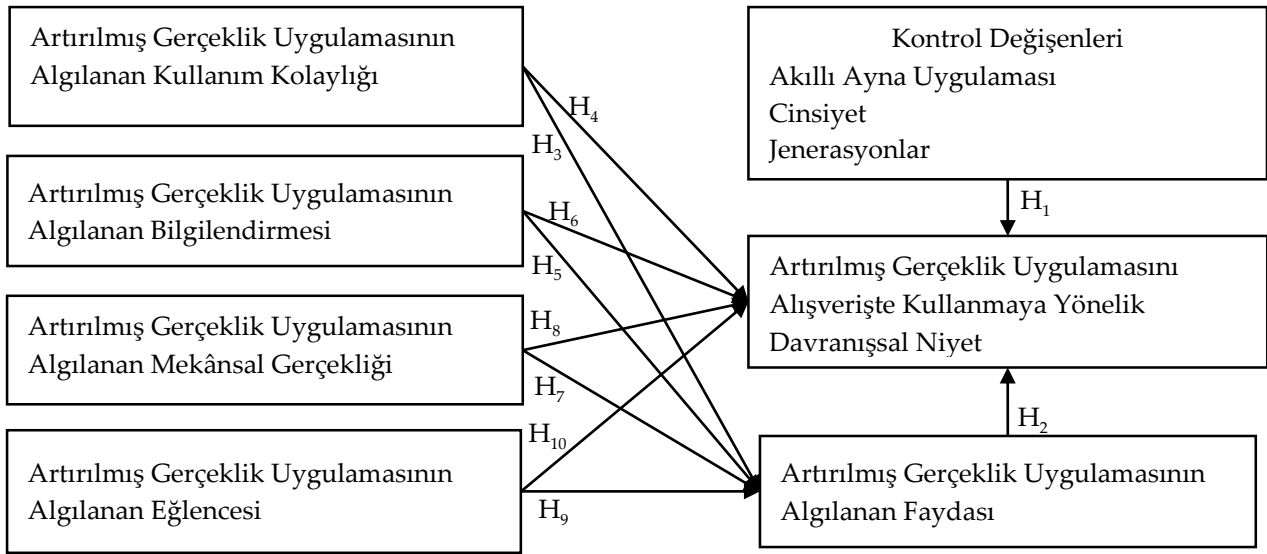 Artırılmış Gerçeklik Uygulamasının
Algılanan Kullanım Kolaylığı
Kontrol Değişenleri
Akıllı Ayna Uygulaması
Cinsiyet
Jenerasyonlar
H₄
H₃
Artırılmış Gerçeklik Uygulamasının
Algılanan Bilgilendirmesi
H₆
H₅
H₁
Artırılmış Gerçeklik Uygulamasını
Alışverişte Kullanmaya Yönelik
Davranışsal Niyet
Artırılmış Gerçeklik Uygulamasının
Algılanan Mekânsal Gerçekliği
H₈
H₇
H₂
Artırılmış Gerçeklik Uygulamasının
Algılanan Eğlencesi
H₁₀
H₉
Artırılmış Gerçeklik Uygulamasının
Algılanan Faydası